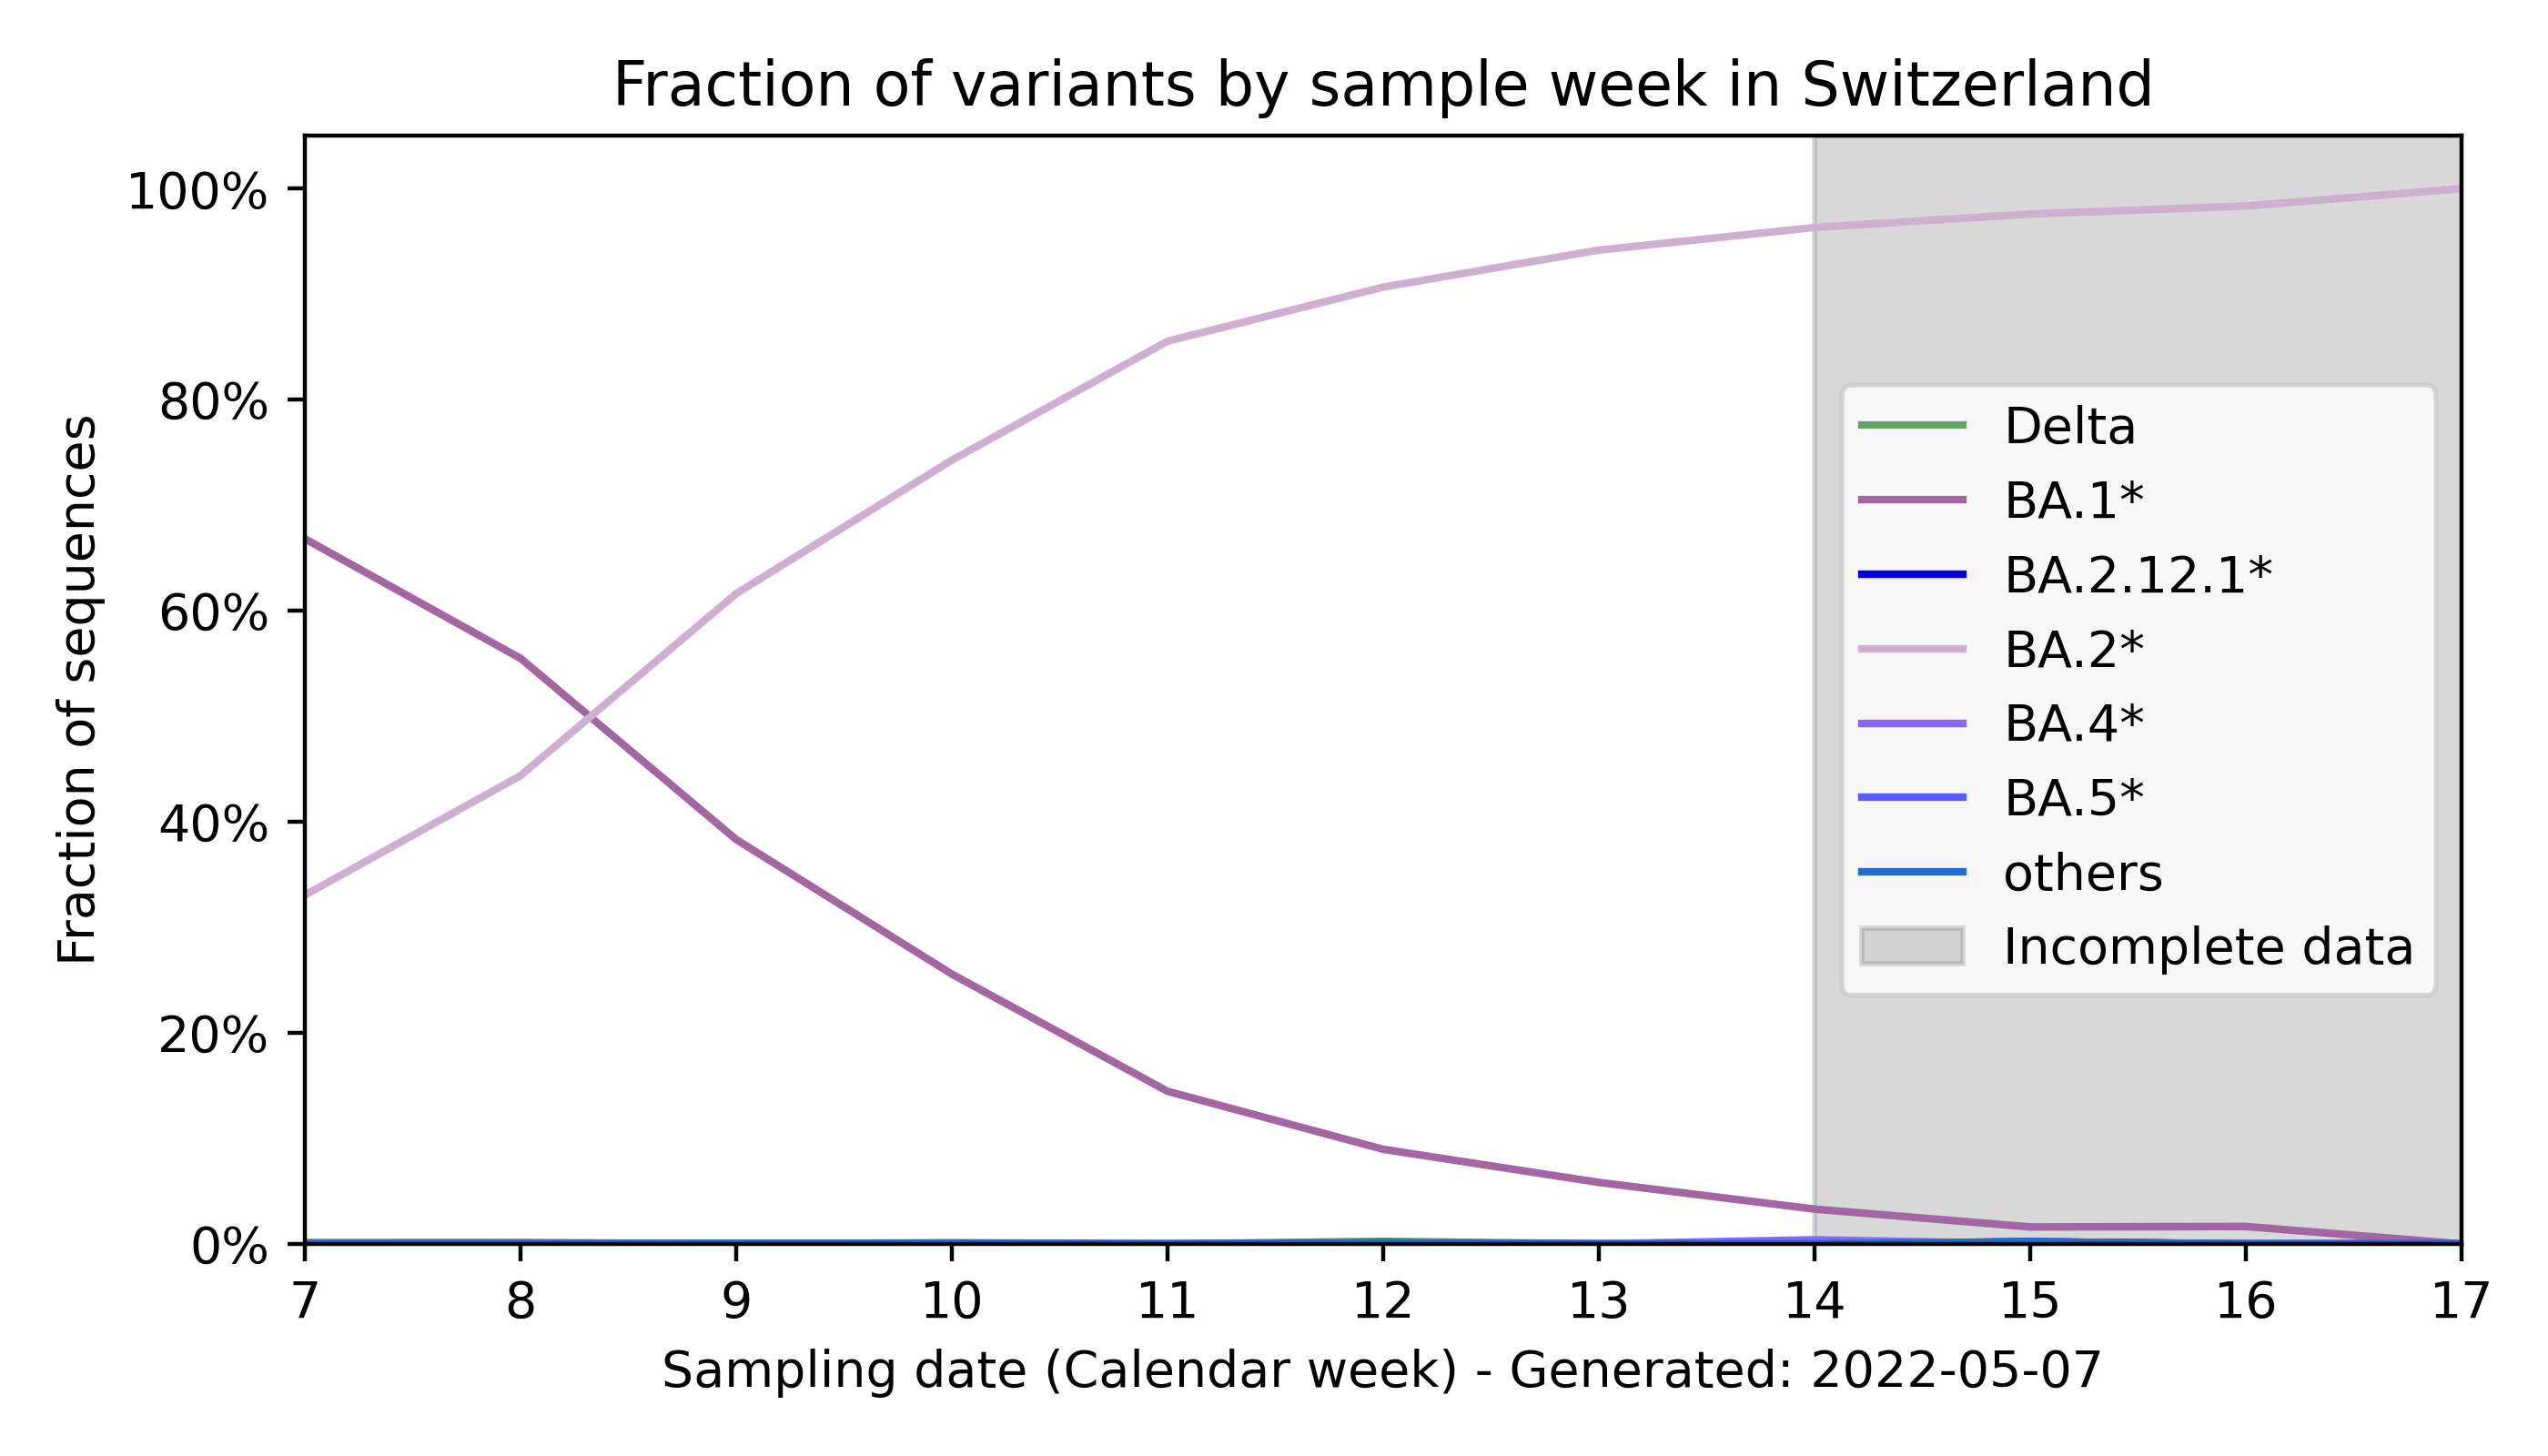 Fraction of variants by sample week in Switzerland
Fraction of sequences
100%
80%
60%
40%
20%
0%
Delta
BA.1*
BA.2.12.1*
BA.2*
BA.4*
BA.5*
others
Incomplete data
7 8 9 10 11 12 13 14 15 16 17
Sampling date (Calendar week) - Generated: 2022-05-07